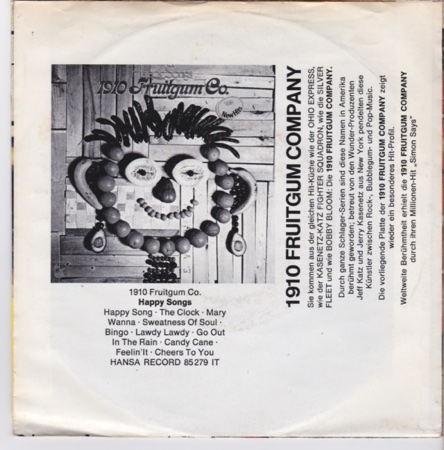 1910 Fruitgum Co.
1910 Fruitgum Co.
Happy Songs
Happy Song · The Clock · Mary
Wanna · Sweatness Of Soul ·
Bingo · Lawdy Lawdy · Go Out
In The Rain · Candy Cane ·
Feelin'It · Cheers To You
HANSA RECORD 85279 IT
1910 FRUITGUM COMPANY
Sie kommen aus der gleichen Hit-Küche wie der OHIO EXPRESS,
wie der KASENETZ-KATZ FIGHTER SQUADRON, wie die SILVER
FLEET und wie BOBBY BLOOM: Die 1910 FRUITGUM COMPANY.
Durch ganze Schlager-Serien sind diese Namen in Amerika
berühmt geworden; betreut von den Wunder-Produzenten
Jeff Katz und Jerry Kasenetz aus New York pendelten diese
Künstler zwischen Rock-, Bubblegum- und Pop-Music.
Die vorliegende Platte der 1910 FRUITGUM COMPANY zeigt
wieder ein besonderes Hit-Profil.
Weltweite Berühmtheit erhielt die 1910 FRUITGUM COMPANY
durch ihren Millionen-Hit „Simon Says"